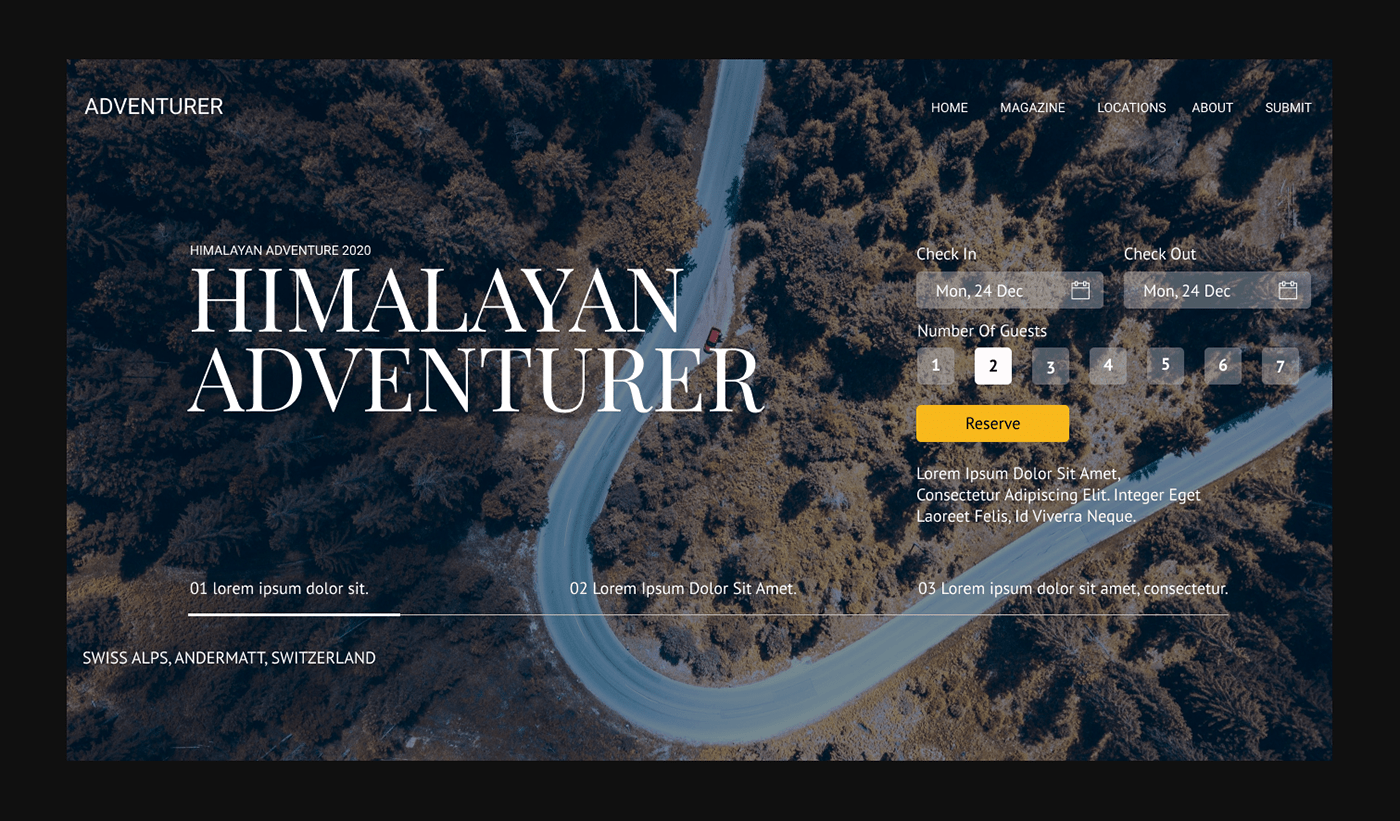 ADVENTURER
HOME MAGAZINE LOCATIONS ABOUT SUBMIT
HIMALAYAN ADVENTURE 2020
HIMALAYAN
ADVENTURER
Check In
Check Out
Mon, 24 Dec
Mon, 24 Dec
Number Of Guests
1 2 3 4 5 6 7
Reserve
Lorem Ipsum Dolor Sit Amet,
Consectetur Adipiscing Elit. Integer Eget
Laoreet Felis, Id Viverra Neque.
01 lorem ipsum dolor sit.
02 Lorem Ipsum Dolor Sit Amet.
03 Lorem ipsum dolor sit amet, consectetur.
SWISS ALPS, ANDERMATT, SWITZERLAND